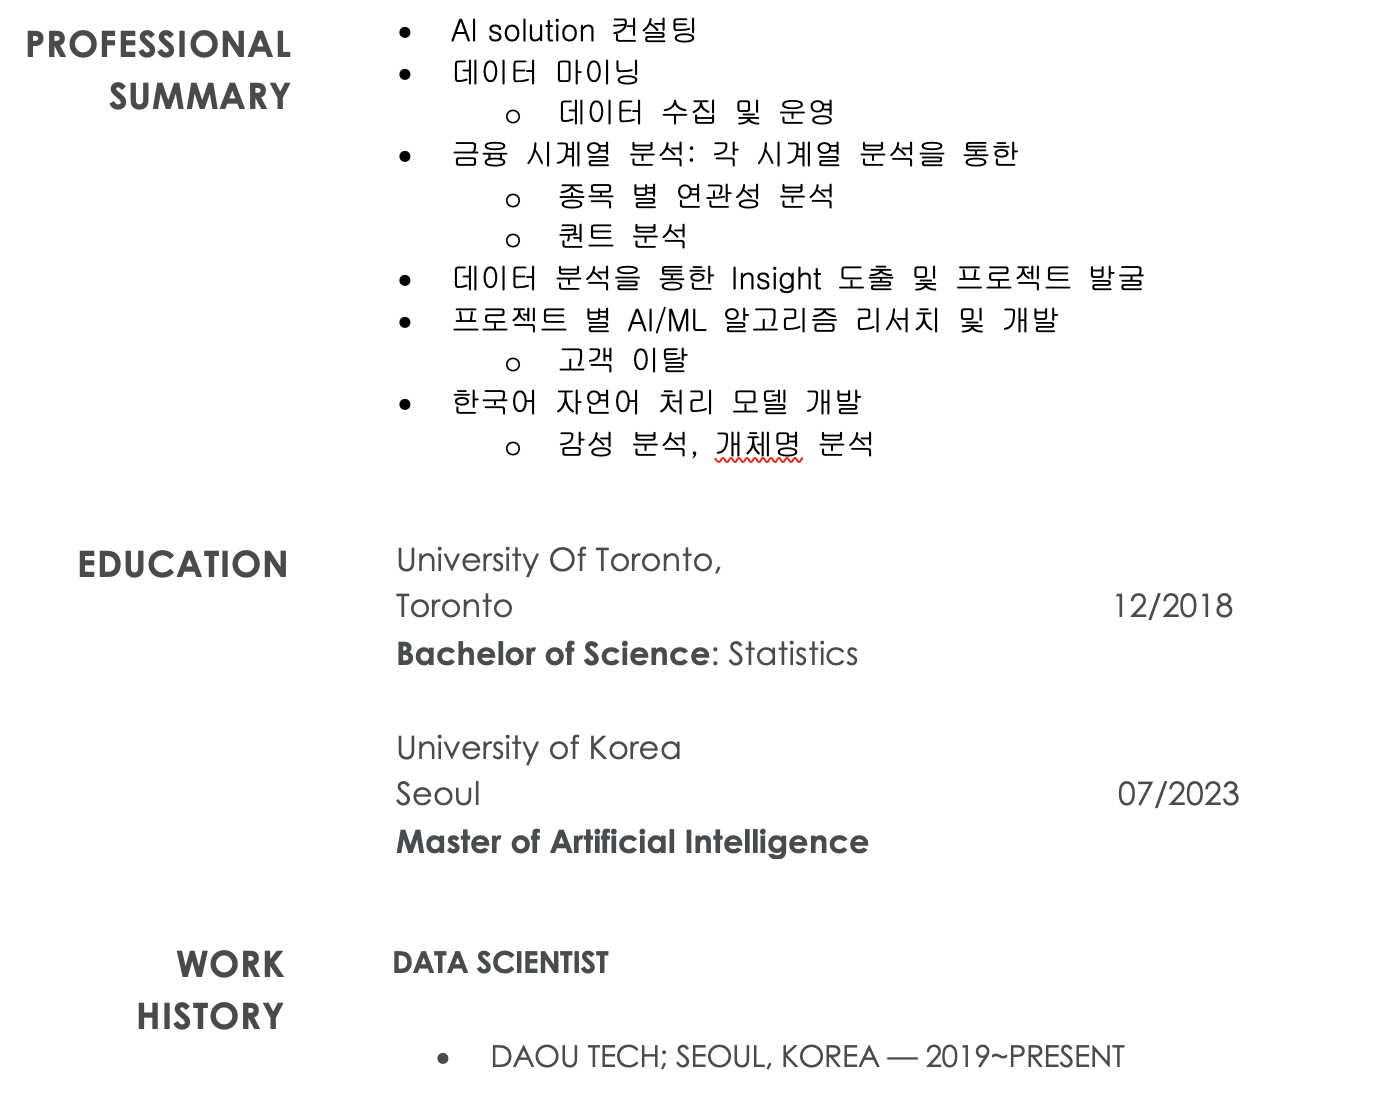 PROFESSIONAL
SUMMARY
• AI solution 컨설팅
• 데이터 마이닝
o 데이터 수집 및 운영
• 금융 시계열 분석: 각 시계열 분석을 통한
o 종목 별 연관성 분석
o 퀀트 분석
• 데이터 분석을 통한 Insight 도출 및 프로젝트 발굴
• 프로젝트 별 AI/ML 알고리즘 리서치 및 개발
o 고객 이탈
• 한국어 자연어 처리 모델 개발
o 감성 분석, 개체명 분석
EDUCATION
University Of Toronto,
Toronto 12/2018
Bachelor of Science: Statistics
University of Korea
Seoul 07/2023
Master of Artificial Intelligence
WORK
HISTORY
DATA SCIENTIST
• DAOU TECH; SEOUL, KOREA — 2019~PRESENT